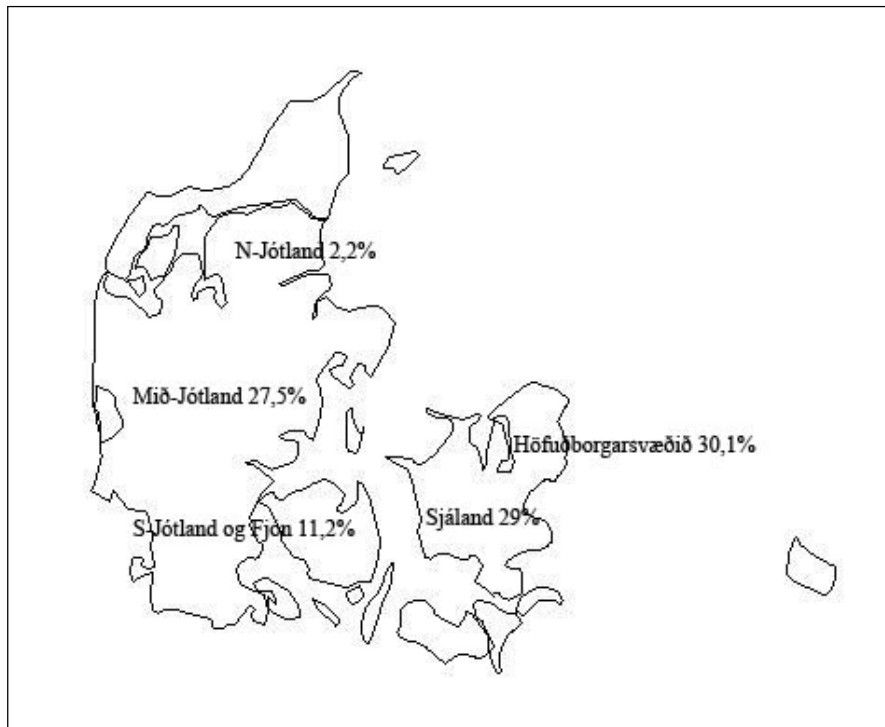 N-Jótland 2,2%
Mið-Jótland 27,5%
Höfuðborgarsvæðið 30,1%
Sjáland 29%
S-Jótland og Fjón 11,2%